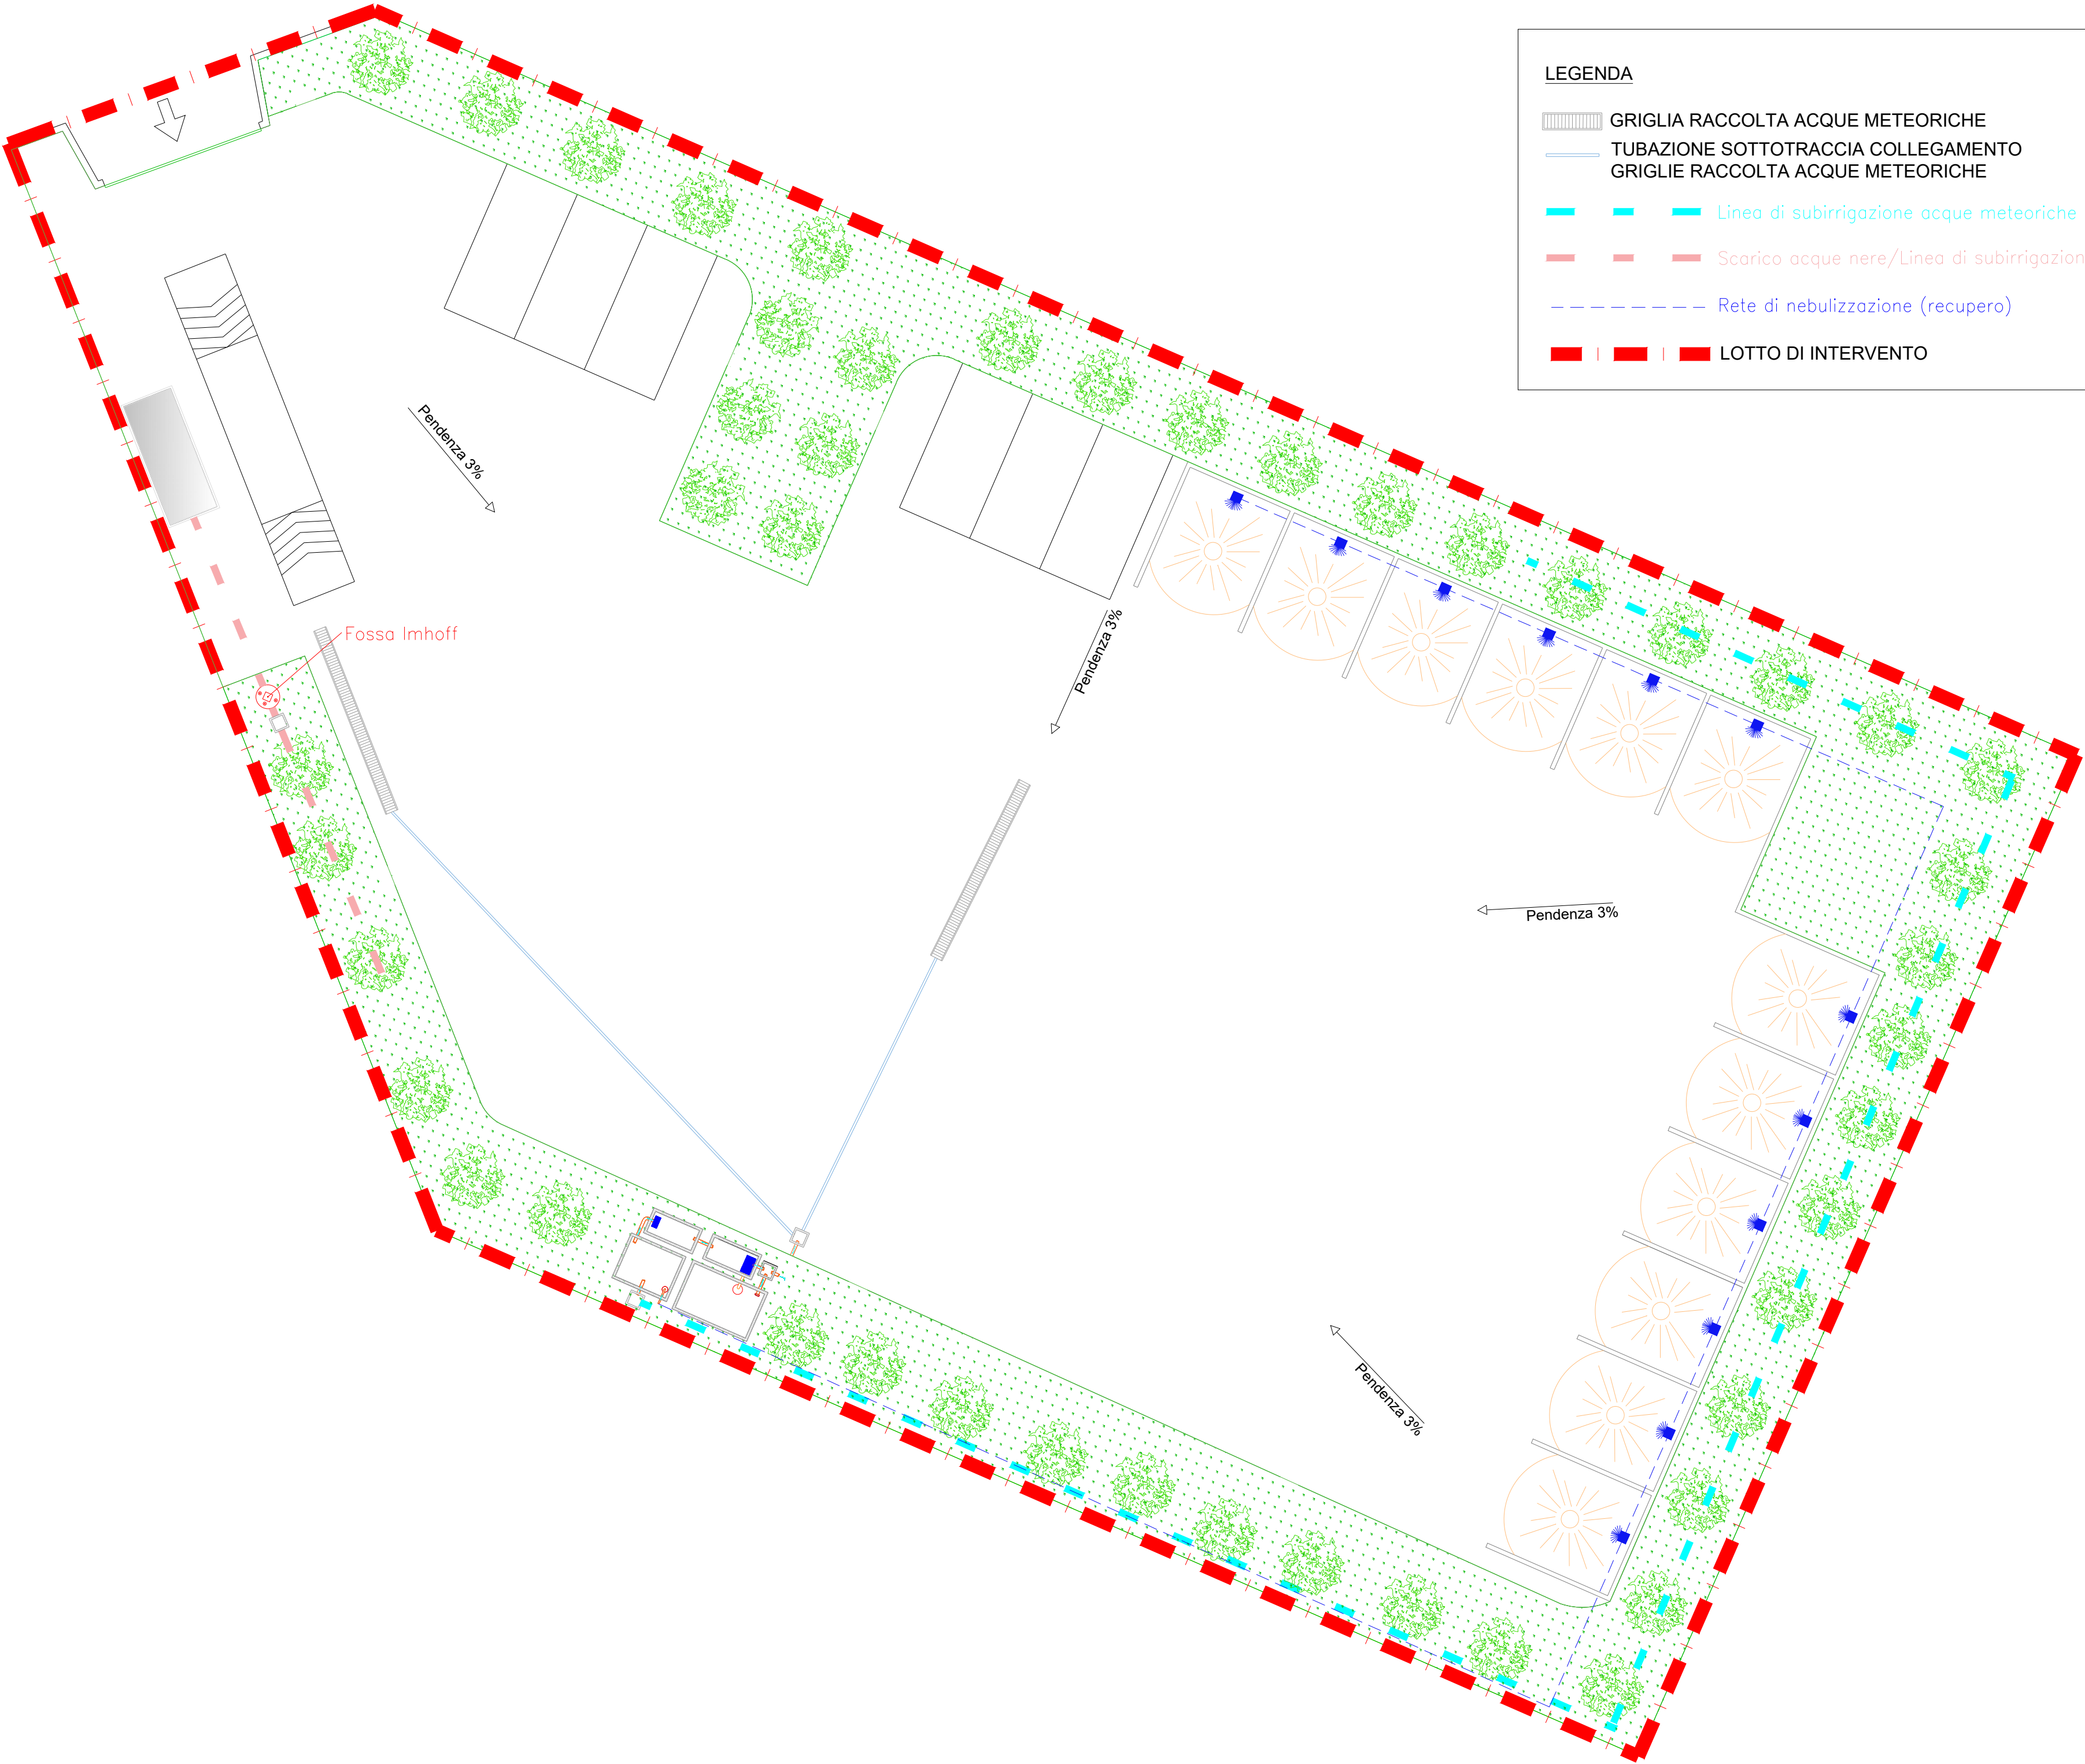 LEGENDA
GRIGLIA RACCOLTA ACQUE METEORICHE
TUBAZIONE SOTTOTRACCIA COLLEGAMENTO
GRIGLIE RACCOLTA ACQUE METEORICHE
Linea di subirrigazione acque meteoriche
Scarico acque nere/Linea di subirrigazion
Rete di nebulizzazione (recupero)
LOTTO DI INTERVENTO
Pendenza 3%
Fossa Imhoff
Pendenza 3%
Pendenza 3%
Pendenza 3%